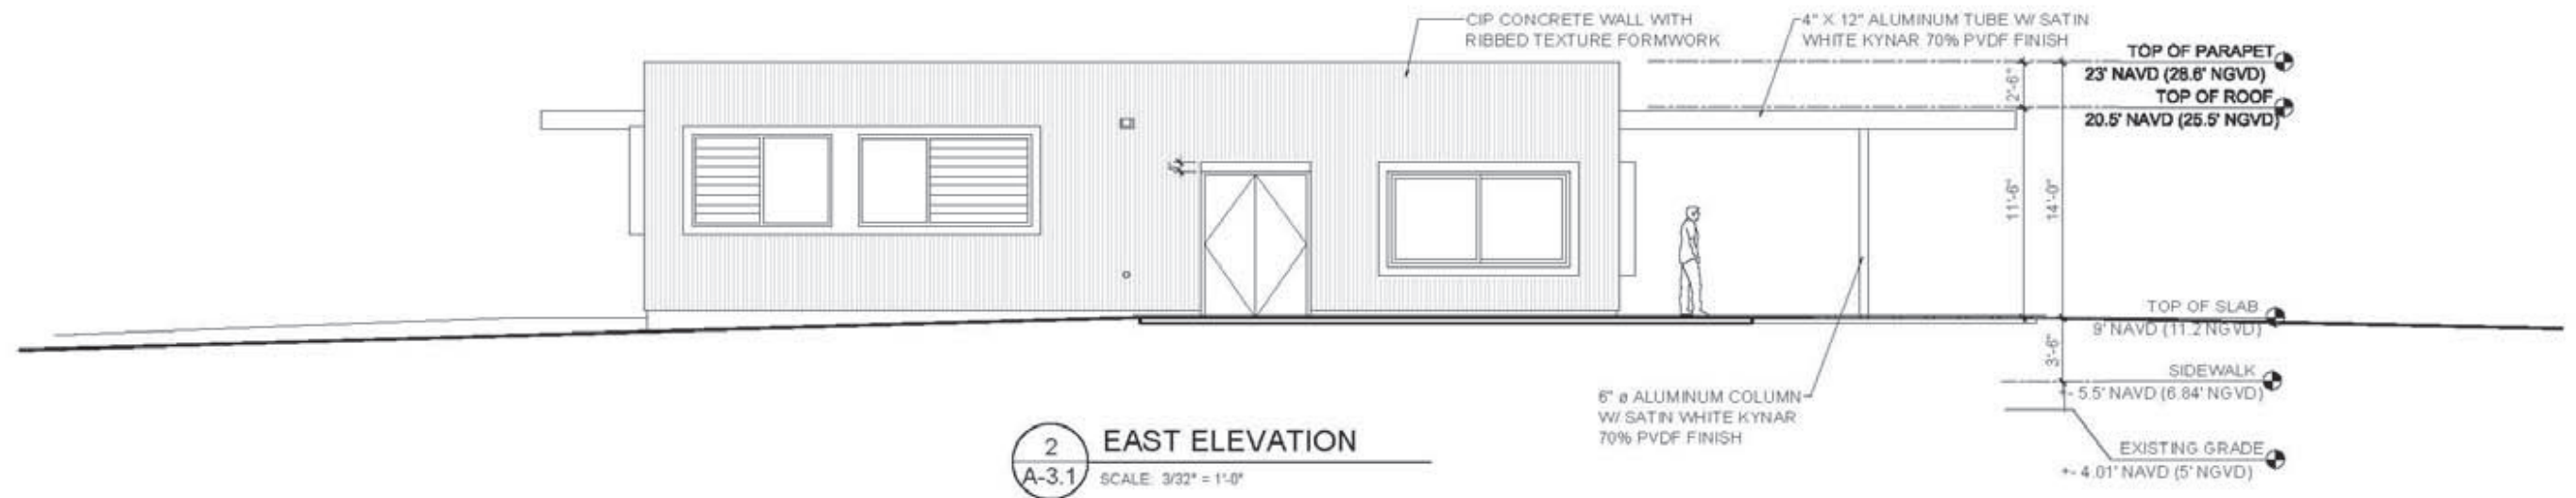 CIP CONCRETE WALL WITH
RIBBED TEXTURE FORMWORK
4" X 12" ALUMINUM TUBE W/ SATIN
WHITE KYNAR 70% PVDF FINISH
TOP OF PARAPET
23' NAVD (28.6' NGVD)
TOP OF ROOF
20.5' NAVD (25.5' NGVD)
2'-6"
11'-6"
14'-0"
TOP OF SLAB
9' NAVD (11.2 NGVD)
3'-6"
SIDEWALK
+- 5.5' NAVD (6.84' NGVD)
6" ø ALUMINUM COLUMN
W/ SATIN WHITE KYNAR
70% PVDF FINISH
EXISTING GRADE
+- 4.01' NAVD (5' NGVD)
2
A-3.1
EAST ELEVATION
SCALE: 3/32" = 1'-0"